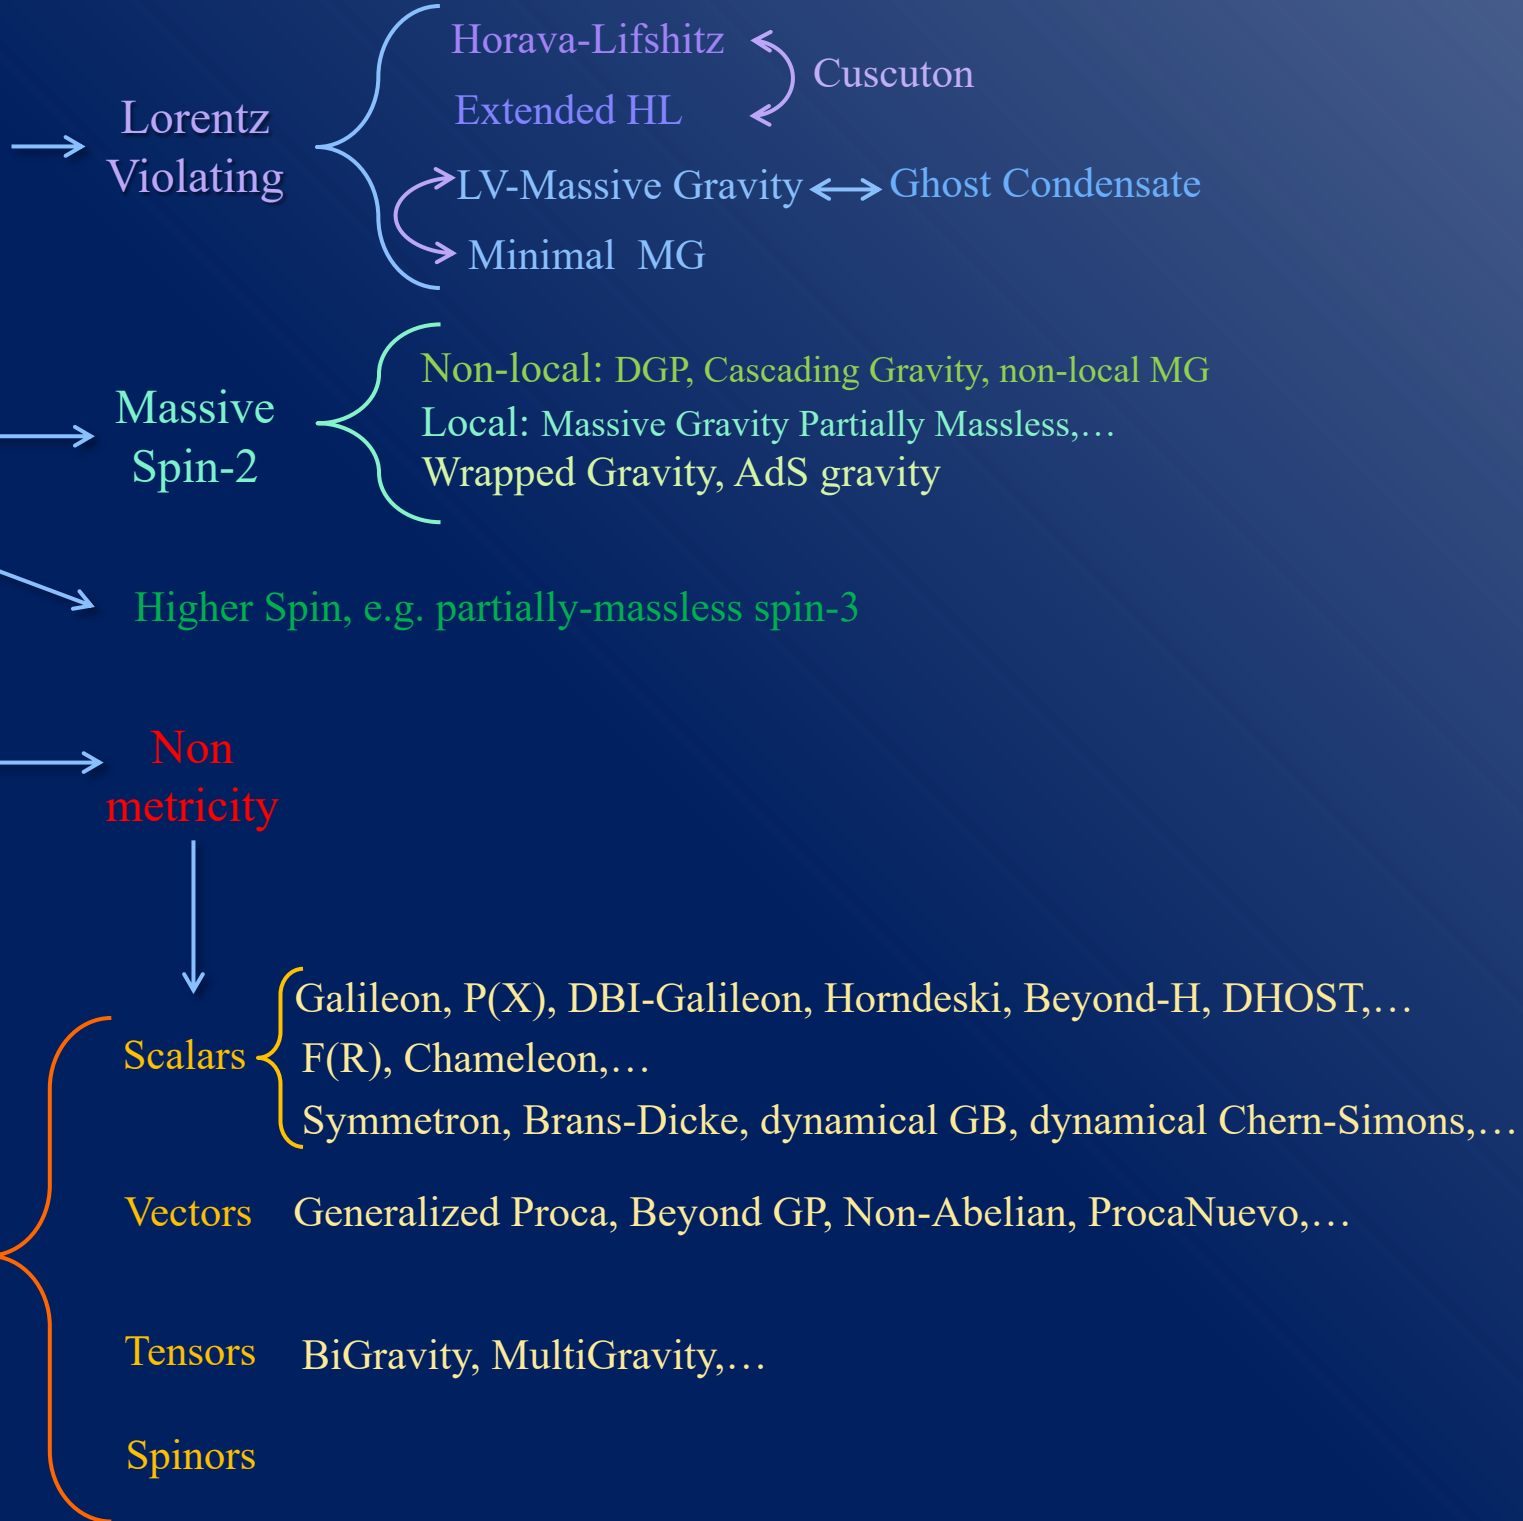 Horava-Lifshitz
Cuscuton
Extended HL
Lorentz
Violating
LV-Massive Gravity
Ghost Condensate
Minimal MG
Non-local: DGP, Cascading Gravity, non-local MG
Massive
Spin-2
Local: Massive Gravity Partially Massless,…
Wrapped Gravity, AdS gravity
Higher Spin, e.g. partially-massless spin-3
Non
metricity
Galileon, P(X), DBI-Galileon, Horndeski, Beyond-H, DHOST,…
Scalars
F(R), Chameleon,…
Symmetron, Brans-Dicke, dynamical GB, dynamical Chern-Simons,…
Vectors
Generalized Proca, Beyond GP, Non-Abelian, ProcaNuevo,…
Tensors
BiGravity, MultiGravity,…
Spinors